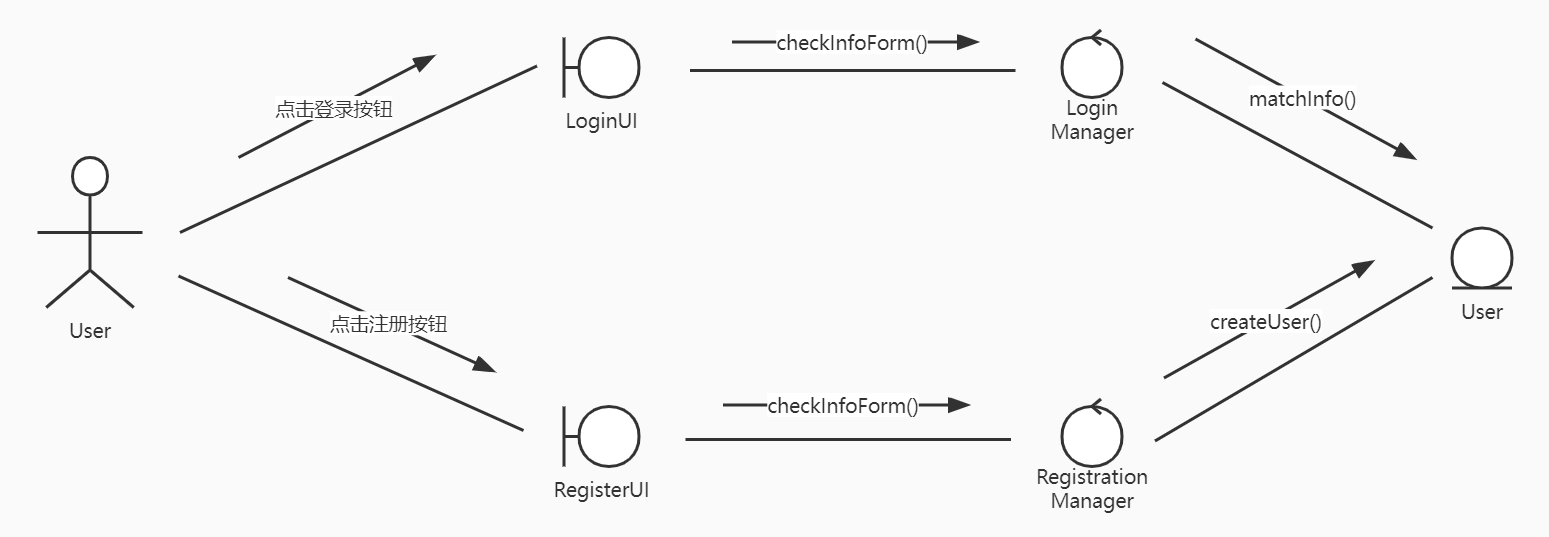 checkInfoForm()
点击登录按钮
LoginUI
Login
Manager
matchInfo()
User
点击注册按钮
createUser()
User
checkInfoForm()
RegisterUI
Registration
Manager